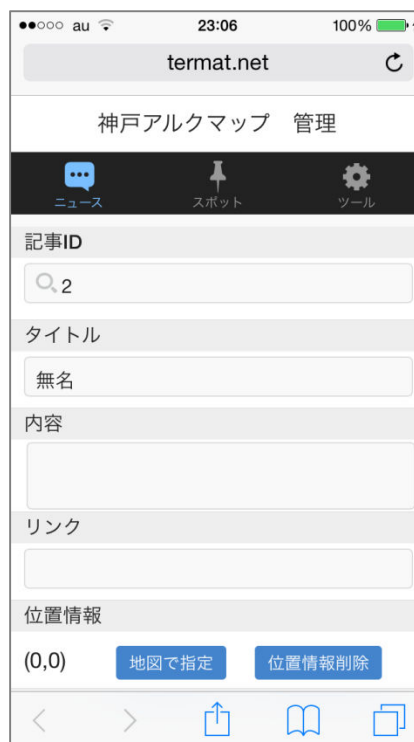 au 23:06 100%
termat.net
神戸アルクマップ 管理
ニュース スポット ツール
記事ID
2
タイトル
無名
内容
リンク
位置情報
(0,0) 地図で指定 位置情報削除